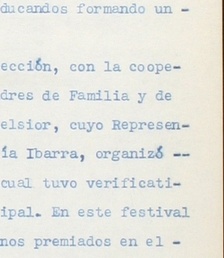 ducandos formando un -
ección, con la coope-
dres de Familia y de
elsior, cuyo Represen-
ía Ibarra, organizó --
cual tuvo verificati-
ipal. En este festival
nos premiados en el -